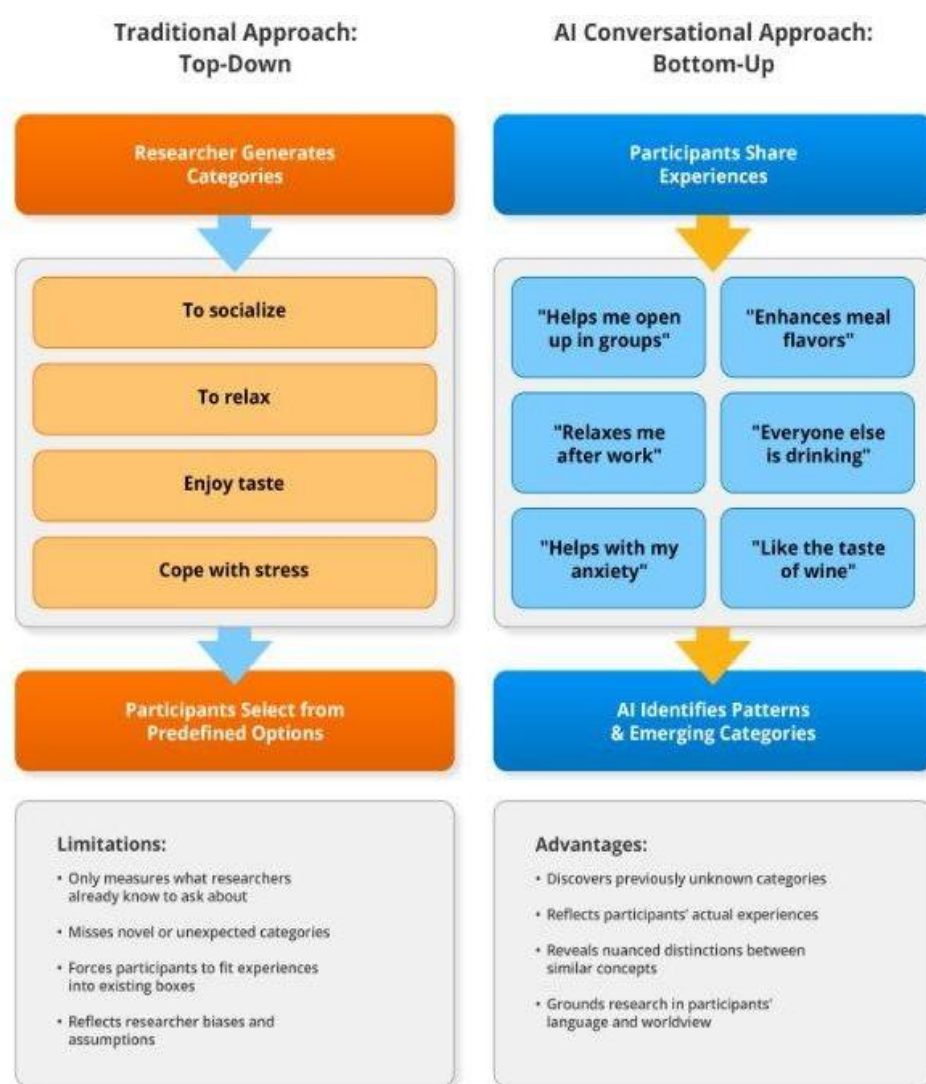 Traditional Approach:
Top-Down
Researcher Generates
Categories
To socialize
To relax
Enjoy taste
Cope with stress
Participants Select from
Predefined Options
Limitations:
• Only measures what researchers
already know to ask about
• Misses novel or unexpected categories
• Forces participants to fit experiences
into existing boxes
• Reflects researcher biases and
assumptions
AI Conversational Approach:
Bottom-Up
Participants Share
Experiences
"Helps me open
up in groups"
"Enhances meal
flavors"
"Relaxes me
after work"
"Everyone else
is drinking"
"Helps with my
anxiety"
"Like the taste
of wine"
AI Identifies Patterns
& Emerging Categories
Advantages:
• Discovers previously unknown categories
• Reflects participants' actual experiences
• Reveals nuanced distinctions between
similar concepts
• Grounds research in participants'
language and worldview